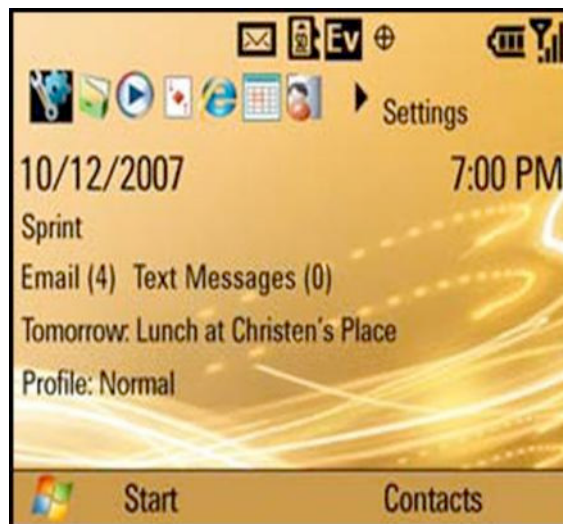 Ev
Settings
10/12/2007 7:00 PM
Sprint
Email (4) Text Messages (0)
Tomorrow: Lunch at Christen's Place
Profile: Normal
Start Contacts